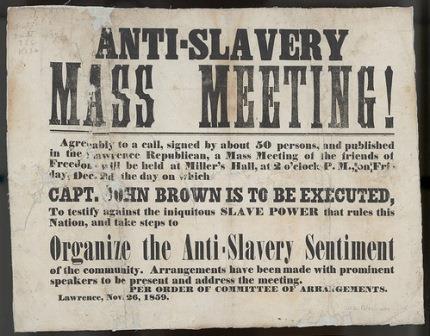 ANTI-SLAVERY
MASS MEETING!
Agreeably to a call, signed by about 50 persons, and published
in the Lawrence Republican, a Mass Meeting of the friends of
Freedom will be held at Miller's Hall, at 2 o'clock P. M., on Fri-
day, Dec. 2d, the day on which
CAPT. JOHN BROWN IS TO BE EXECUTED,
To testify against the iniquitous SLAVE POWER that rules this
Nation, and take steps to
Organize the Anti-Slavery Sentiment
of the community. Arrangements have been made with prominent
speakers to be present and address the meeting.
PER ORDER OF COMMITTEE OF ARRANGEMENTS.
Lawrence, Nov. 26, 1859.